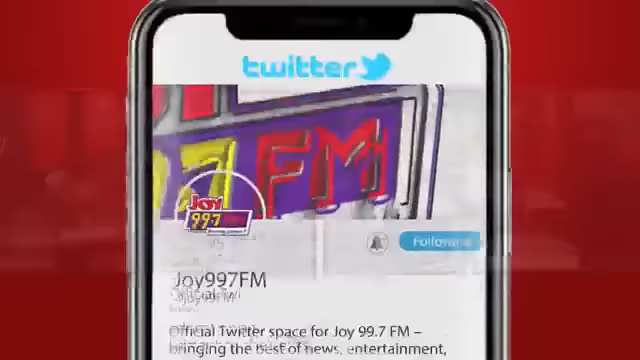 twitter
97 FM
JOY
99.7
Following
Joy997FM
Official Twitter space for Joy 99.7 FM –
bringing the best of news, entertainment,